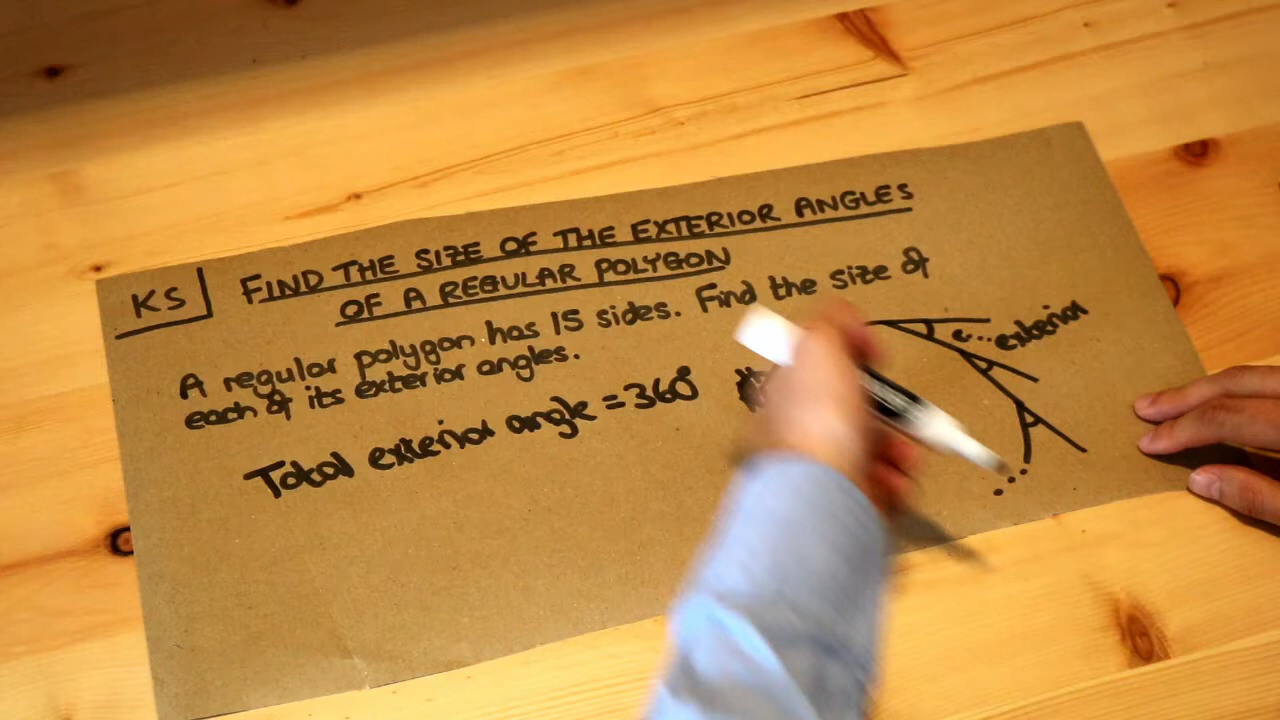 KS
FIND THE SIZE OF THE EXTERIOR ANGLES
OF A REGULAR POLYGON
A regular polygon has 15 sides. Find the size of
each of its exterior angles.
Total exterior angle = 360°
exterior